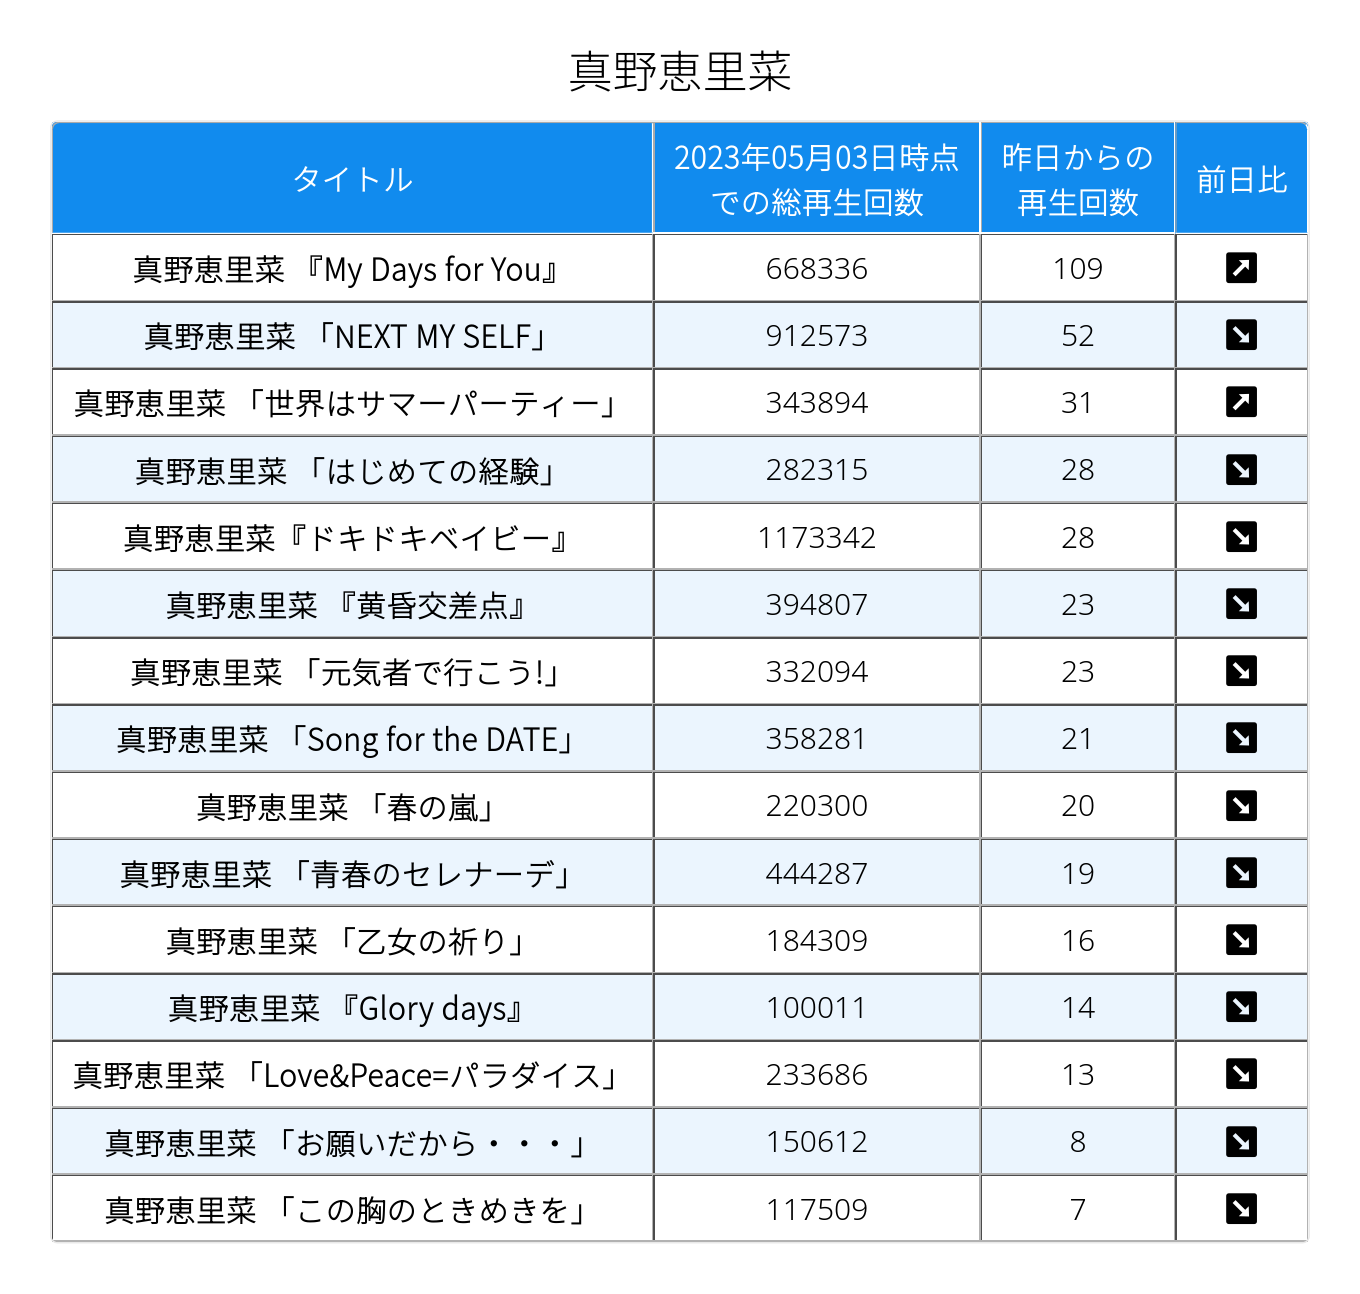 真野恵里菜
タイトル
2023年05月03日時点
での総再生回数
昨日からの
再生回数
前日比
真野恵里菜 『My Days for You』 668336 109 ↗
真野恵里菜 「NEXT MY SELF」 912573 52 ↘
真野恵里菜 「世界はサマーパーティー」 343894 31 ↗
真野恵里菜 「はじめての経験」 282315 28 ↘
真野恵里菜『ドキドキベイビー』 1173342 28 ↘
真野恵里菜 『黄昏交差点』 394807 23 ↘
真野恵里菜 「元気者で行こう!」 332094 23 ↘
真野恵里菜 「Song for the DATE」 358281 21 ↘
真野恵里菜 「春の嵐」 220300 20 ↘
真野恵里菜 「青春のセレナーデ」 444287 19 ↘
真野恵里菜 「乙女の祈り」 184309 16 ↘
真野恵里菜 『Glory days』 100011 14 ↘
真野恵里菜 「Love&Peace=パラダイス」 233686 13 ↘
真野恵里菜 「お願いだから・・・」 150612 8 ↘
真野恵里菜 「この胸のときめきを」 117509 7 ↘